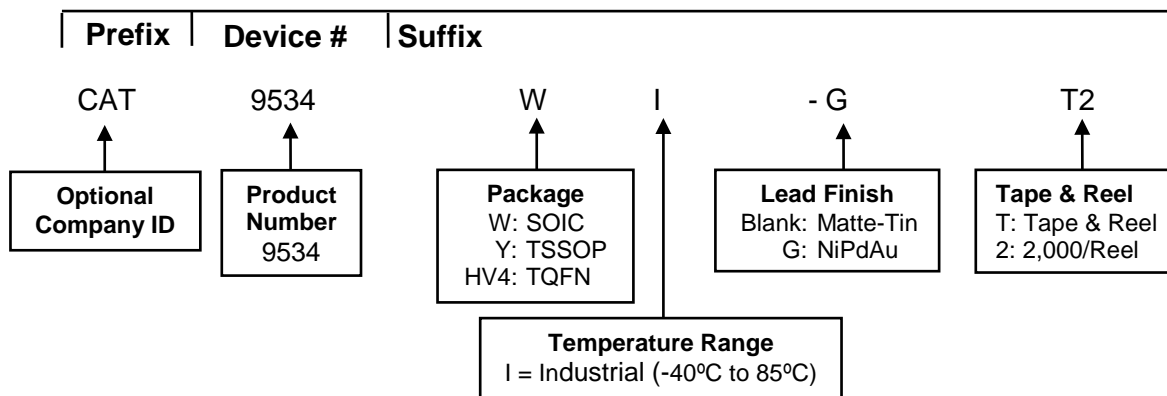 Prefix Device # Suffix
CAT 9534 W I - G T2
Optional
Company ID
Product
Number
9534
Package
W: SOIC
Y: TSSOP
HV4: TQFN
Lead Finish
Blank: Matte-Tin
G: NiPdAu
Tape & Reel
T: Tape & Reel
2: 2,000/Reel
Temperature Range
I = Industrial (-40ºC to 85ºC)